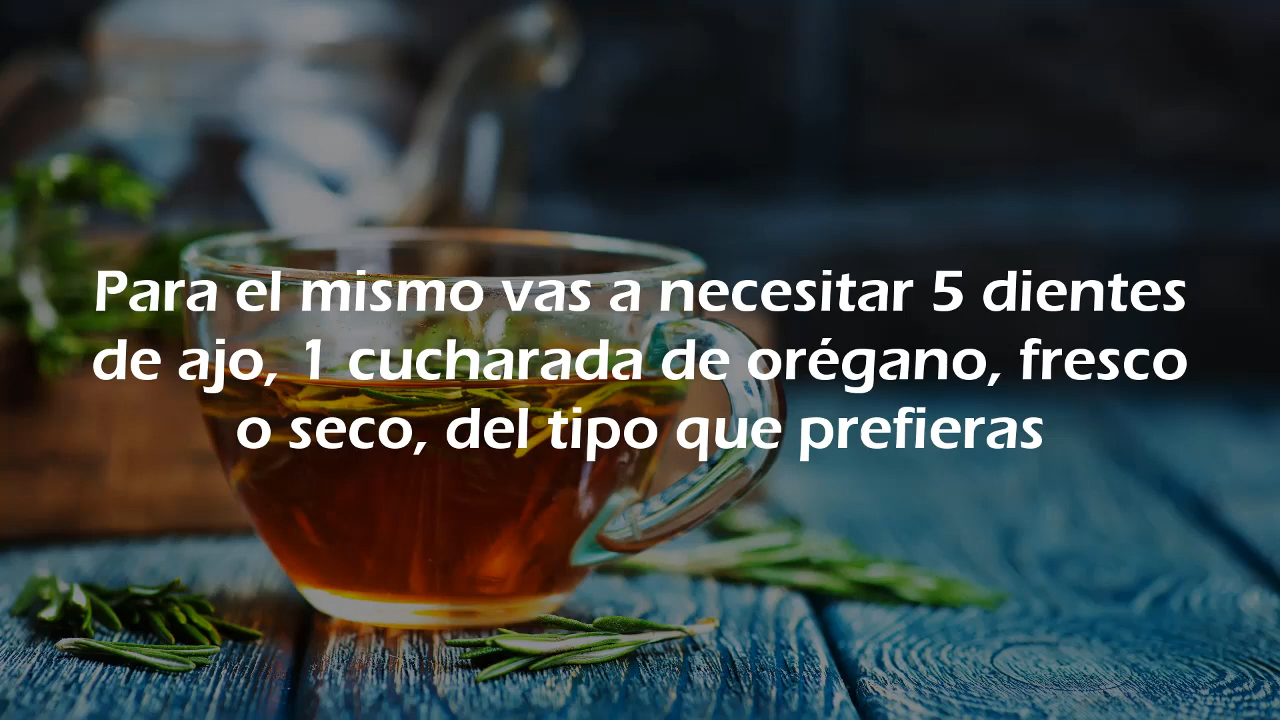 Para el mismo vas a necesitar 5 dientes
de ajo, 1 cucharada de orégano, fresco
o seco, del tipo que prefieras